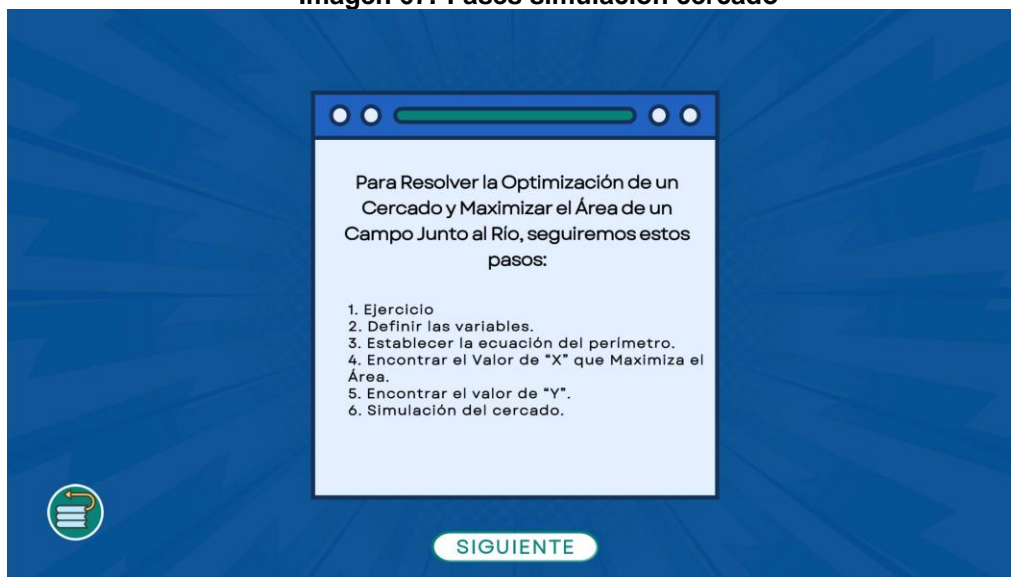 Imagen 67: Pasos simulación cercado
Para Resolver la Optimización de un
Cercado y Maximizar el Área de un
Campo Junto al Río, seguiremos estos
pasos:
1. Ejercicio
2. Definir las variables.
3. Establecer la ecuación del perímetro.
4. Encontrar el Valor de “X” que Maximiza el
Área.
5. Encontrar el valor de “Y”.
6. Simulación del cercado.
SIGUIENTE